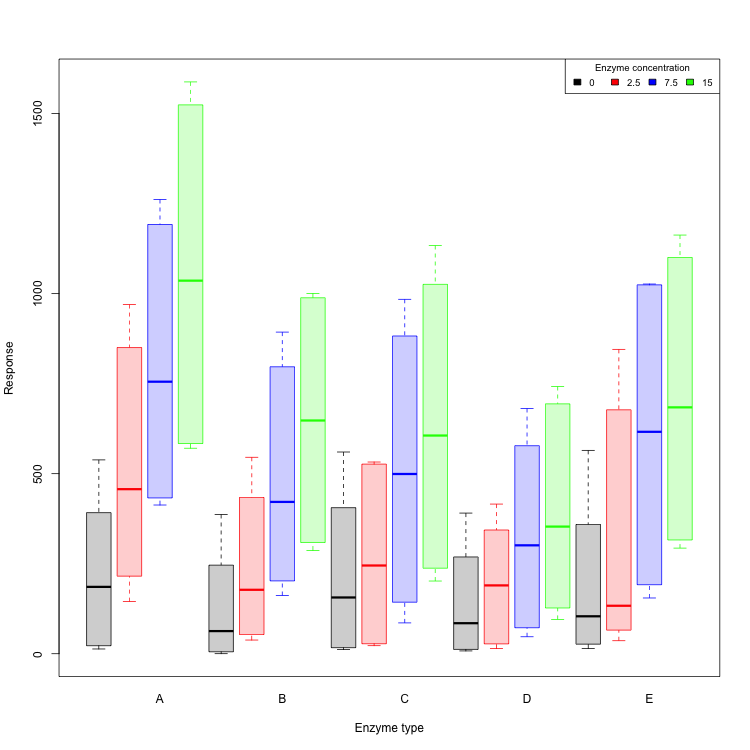 Enzyme concentration
0 2.5 7.5 15
1500
1000
500
0
Response
A B C D E
Enzyme type